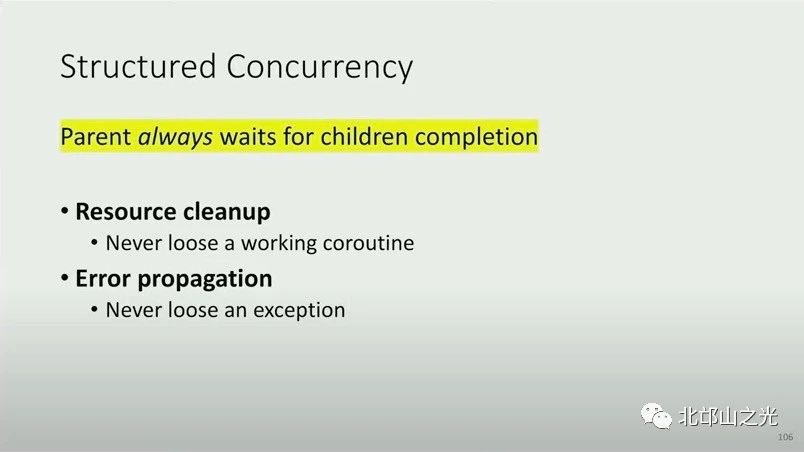 Structured Concurrency
Parent always waits for children completion
• Resource cleanup
• Never loose a working coroutine
• Error propagation
• Never loose an exception
北邙山之光
106